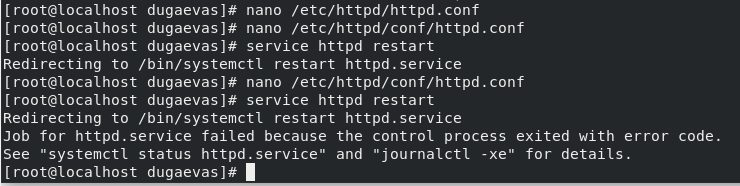 [root@localhost dugaevas]# nano /etc/httpd/httpd.conf
[root@localhost dugaevas]# nano /etc/httpd/conf/httpd.conf
[root@localhost dugaevas]# service httpd restart
Redirecting to /bin/systemctl restart httpd.service
[root@localhost dugaevas]# nano /etc/httpd/conf/httpd.conf
[root@localhost dugaevas]# service httpd restart
Redirecting to /bin/systemctl restart httpd.service
Job for httpd.service failed because the control process exited with error code.
See "systemctl status httpd.service" and "journalctl -xe" for details.
[root@localhost dugaevas]#